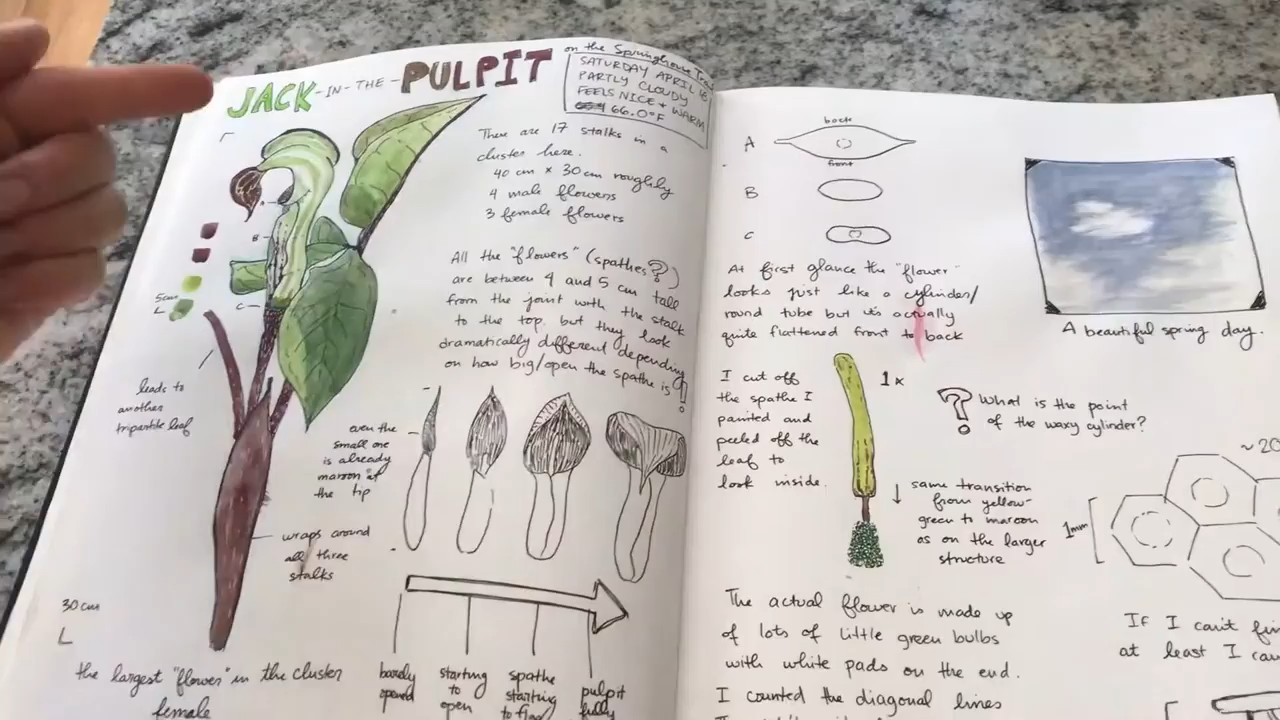 JACK-IN-THE-PULPIT
on the Springhouse
SATURDAY APRIL
PARTLY CLOUDY
FEELS NICE + WARM
66.0°F
There are 17 stalks in a
cluster here.
40 cm x 30 cm roughly
4 male flowers
3 female flowers
All the "flowers" (spathes?)
are between 4 and 5 cm tall
from the joint with the stalk
to the top, but they look
dramatically different depending
on how big/open the spathe is!
A
B
C
5cm
leads to
another
tripartite leaf
even the
small one
is already
maroon at
the tip
wraps around
all three
stalks
30 cm
the largest "flower" in the cluster
female
barely
opened
starting
to
open
spathe
starting
to
pulpit
fully
A
back
front
B
C
At first glance the "flower"
looks just like a cylinder/
round tube but it's actually
quite flattened front to back
A beautiful spring day.
I cut off
the spathe I
painted and
peeled off the
leaf to
look inside.
1x
? What is the point
of the waxy cylinder?
same transition
from yellow-
green to maroon
as on the larger
structure
~20
1mm
The actual flower is made up
of lots of little green bulbs
with white pads on the end.
I counted the diagonal lines
If I can't
at least I